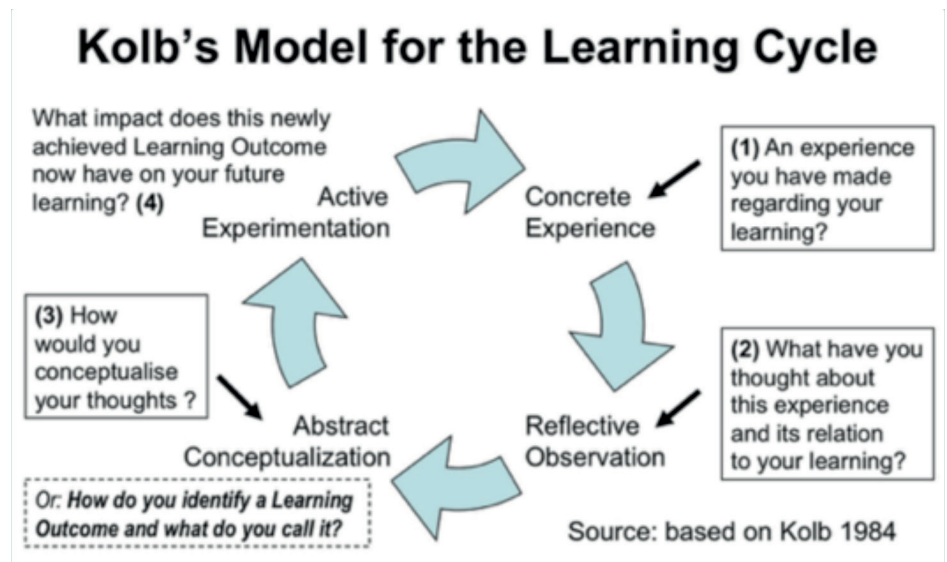 Kolb's Model for the Learning Cycle
What impact does this newly
achieved Learning Outcome
now have on your future
learning? (4)
Active
Experimentation
Concrete
Experience
(1) An experience
you have made
regarding your
learning?
(2) What have you
thought about
this experience
and its relation
to your learning?
Reflective
Observation
(3) How
would you
conceptualise
your thoughts ?
Abstract
Conceptualization
Or: How do you identify a Learning
Outcome and what do you call it?
Source: based on Kolb 1984